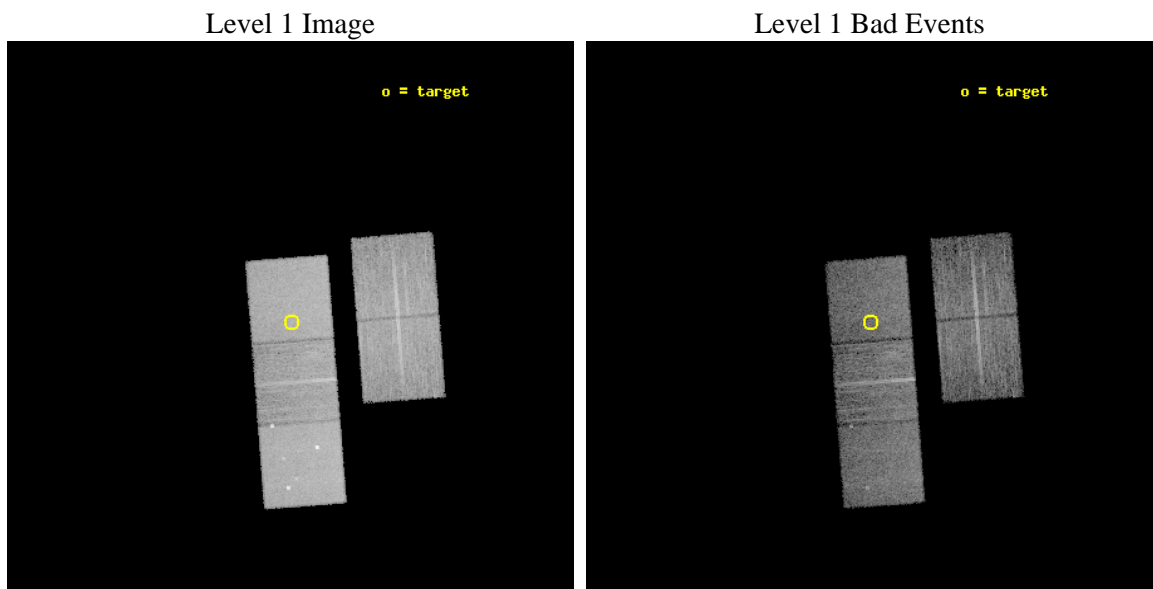 Level 1 Image
Level 1 Bad Events
o = target
o = target